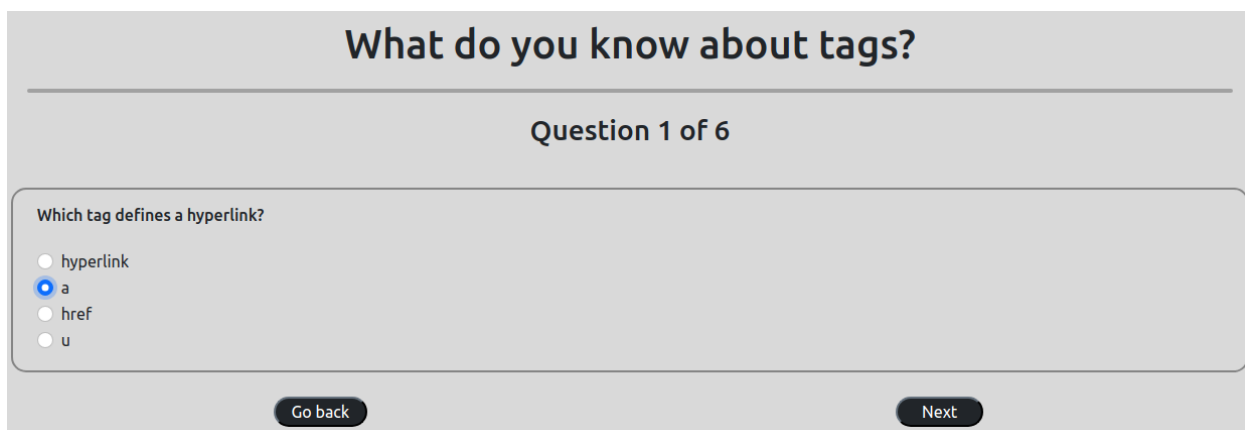 What do you know about tags?
Question 1 of 6
Which tag defines a hyperlink?
hyperlink
a
href
u
Go back
Next